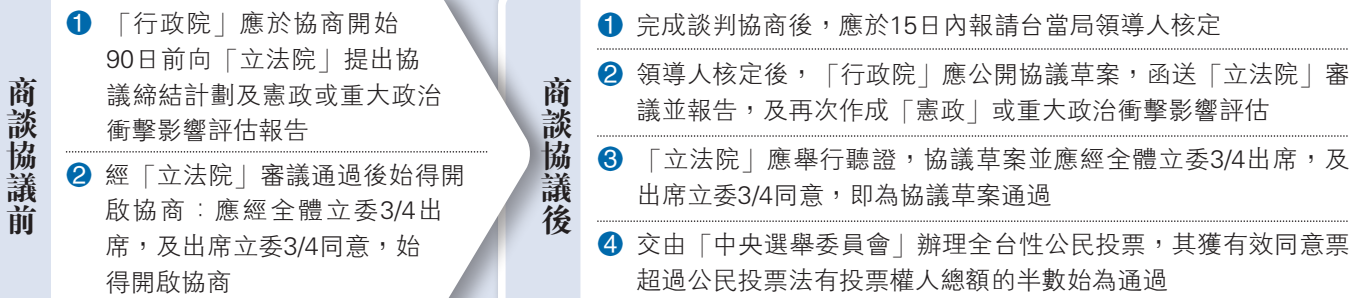 商談協議前
❶ 「行政院」應於協商開始
90日前向「立法院」提出協
議締結計劃及憲政或重大政治
衝擊影響評估報告
❷ 經「立法院」審議通過後始得開
啟協商：應經全體立委3/4出
席，及出席立委3/4同意，始
得開啟協商
商談協議後
❶ 完成談判協商後，應於15日內報請台當局領導人核定
❷ 領導人核定後，「行政院」應公開協議草案，函送「立法院」審
議並報告，及再次作成「憲政」或重大政治衝擊影響評估
❸ 「立法院」應舉行聽證，協議草案並應經全體立委3/4出席，及
出席立委3/4同意，即為協議草案通過
❹ 交由「中央選舉委員會」辦理全台性公民投票，其獲有效同意票
超過公民投票法有投票權人總額的半數始為通過